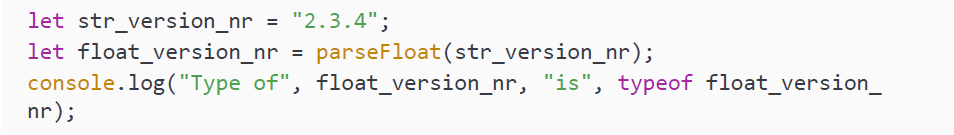 let str_version_nr = "2.3.4";
let float_version_nr = parseFloat(str_version_nr);
console.log("Type of", float_version_nr, "is", typeof float_version_
nr);